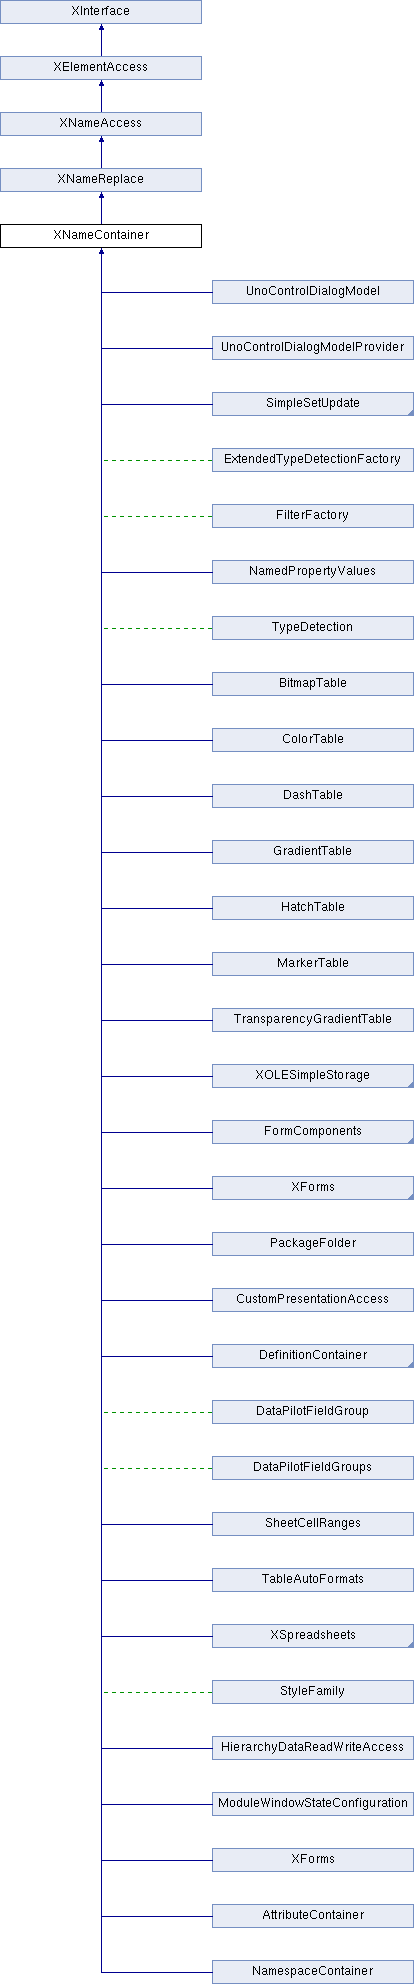 XInterface
XElementAccess
XNameAccess
XNameReplace
XNameContainer
UnoControlDialogModel
UnoControlDialogModelProvider
SimpleSetUpdate
ExtendedTypeDetectionFactory
FilterFactory
NamedPropertyValues
TypeDetection
BitmapTable
ColorTable
DashTable
GradientTable
HatchTable
MarkerTable
TransparencyGradientTable
XOLESimpleStorage
FormComponents
XForms
PackageFolder
CustomPresentationAccess
DefinitionContainer
DataPilotFieldGroup
DataPilotFieldGroups
SheetCellRanges
TableAutoFormats
XSpreadsheets
StyleFamily
HierarchyDataReadWriteAccess
ModuleWindowStateConfiguration
XForms
AttributeContainer
NamespaceContainer